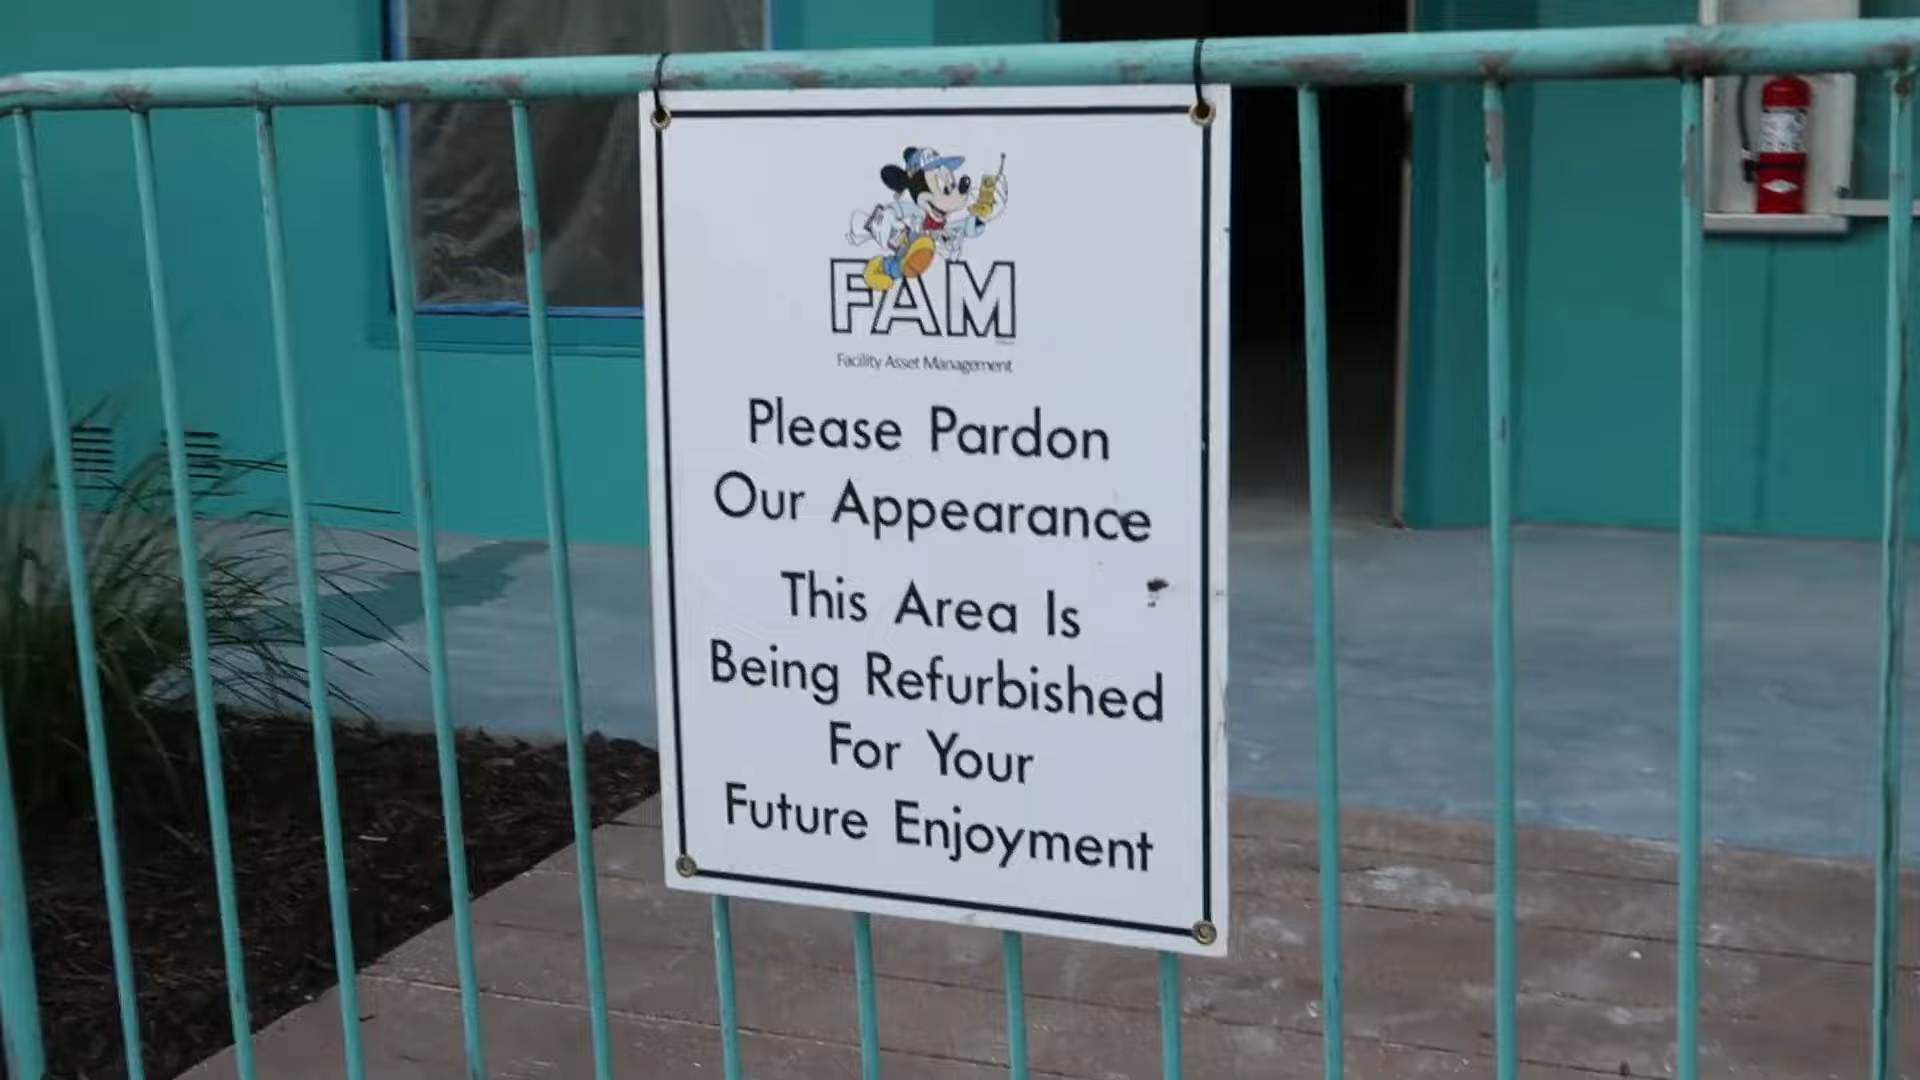 FAM
Facility Asset Management
Please Pardon
Our Appearance
This Area Is
Being Refurbished
For Your
Future Enjoyment